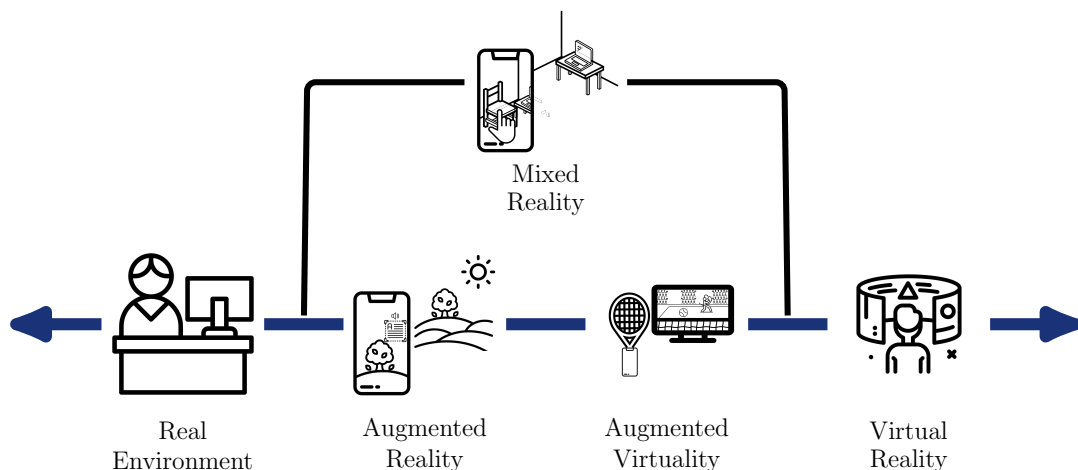 Mixed
Reality
Real
Environment
Augmented
Reality
Augmented
Virtuality
Virtual
Reality